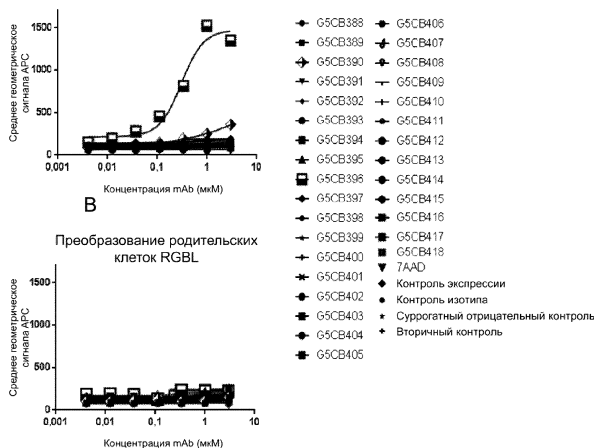 1500
1000
500
0
0,001
0,01
0,1
1
10
Среднее геометрическое
сигнала APC
Концентрация mAb (мкМ)
B
Преобразование родительских
клеток RGBL
1500
1000
500
0
0,001
0,01
0,1
1
10
Среднее геометрическое
сигнала APC
Концентрация mAb (мкМ)
G5CB388
G5CB389
G5CB390
G5CB391
G5CB392
G5CB393
G5CB394
G5CB395
G5CB396
G5CB397
G5CB398
G5CB399
G5CB400
G5CB401
G5CB402
G5CB403
G5CB404
G5CB405
G5CB406
G5CB407
G5CB408
G5CB409
G5CB410
G5CB411
G5CB412
G5CB413
G5CB414
G5CB415
G5CB416
G5CB417
G5CB418
7AAD
Контроль экспрессии
Контроль изотипа
Суррогатный отрицательный контроль
Вторичный контроль